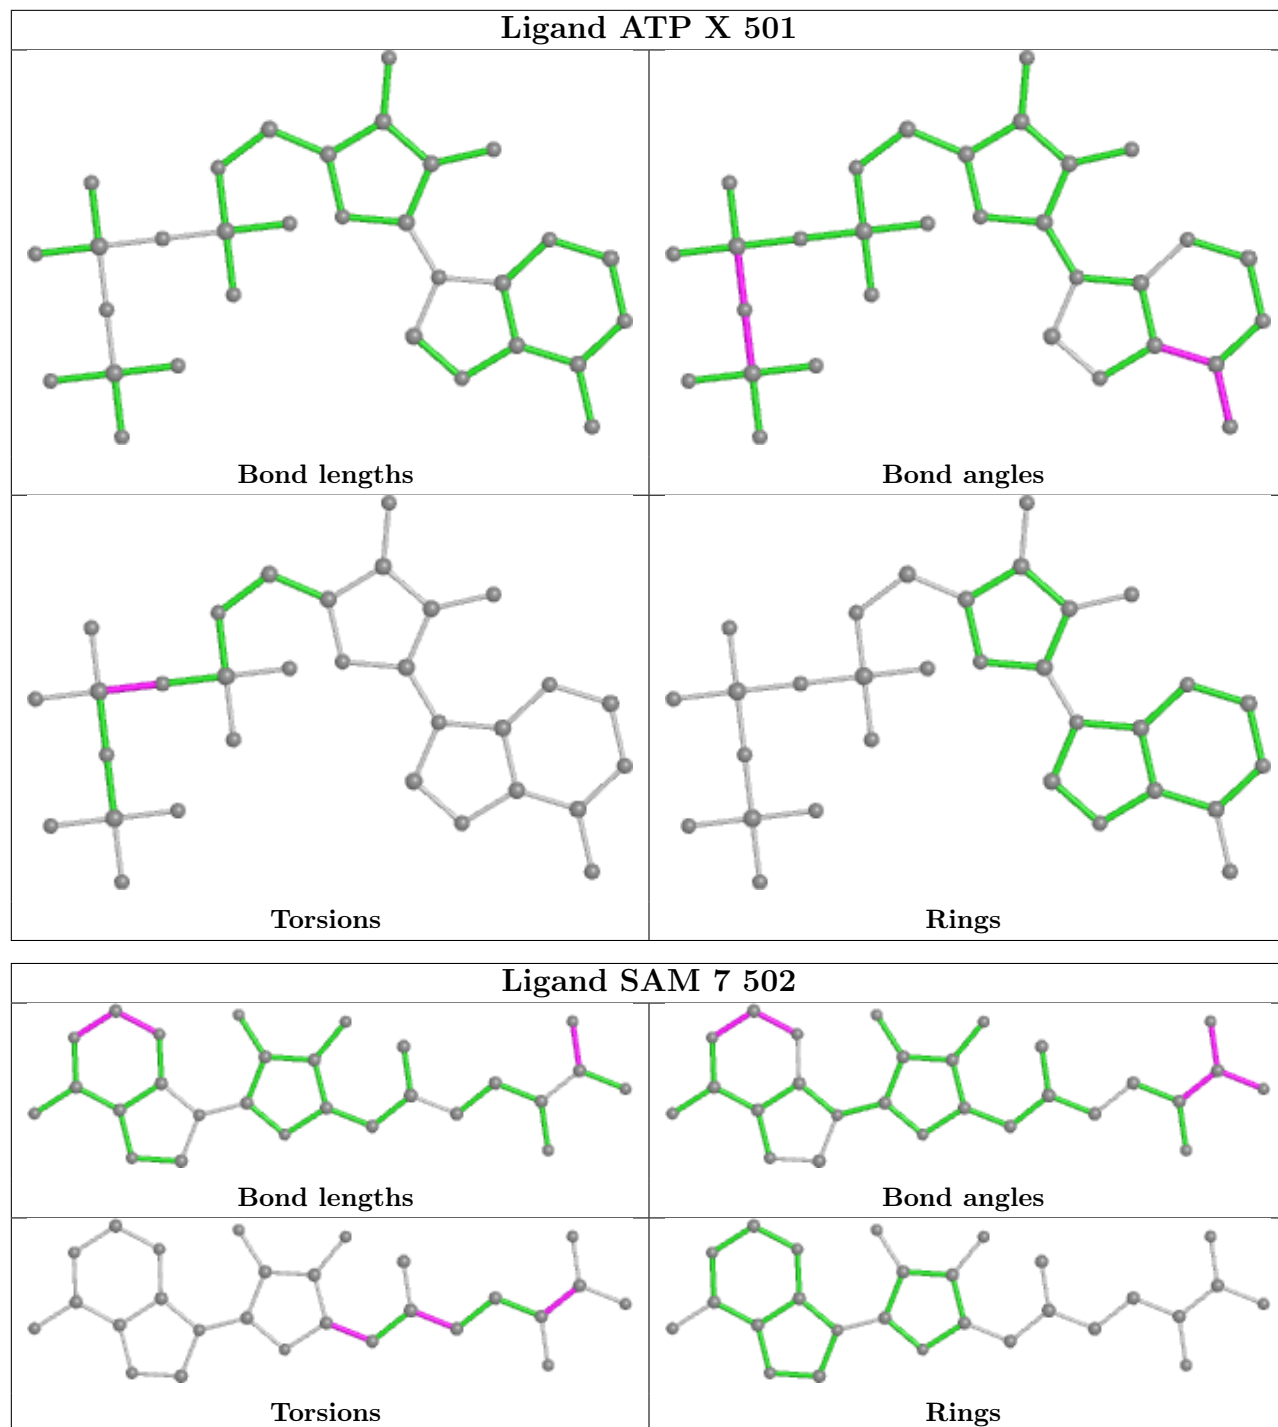 Ligand ATP X 501
Bond lengths
Bond angles
Torsions
Rings
Ligand SAM 7 502
Bond lengths
Bond angles
Torsions
Rings